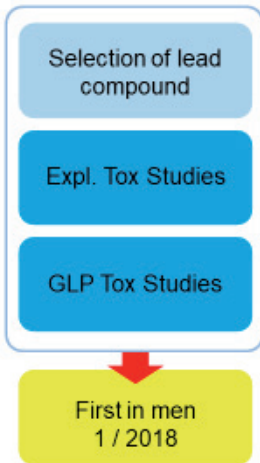 Selection of lead
compound
Expl. Tox Studies
GLP Tox Studies
First in men
1 / 2018